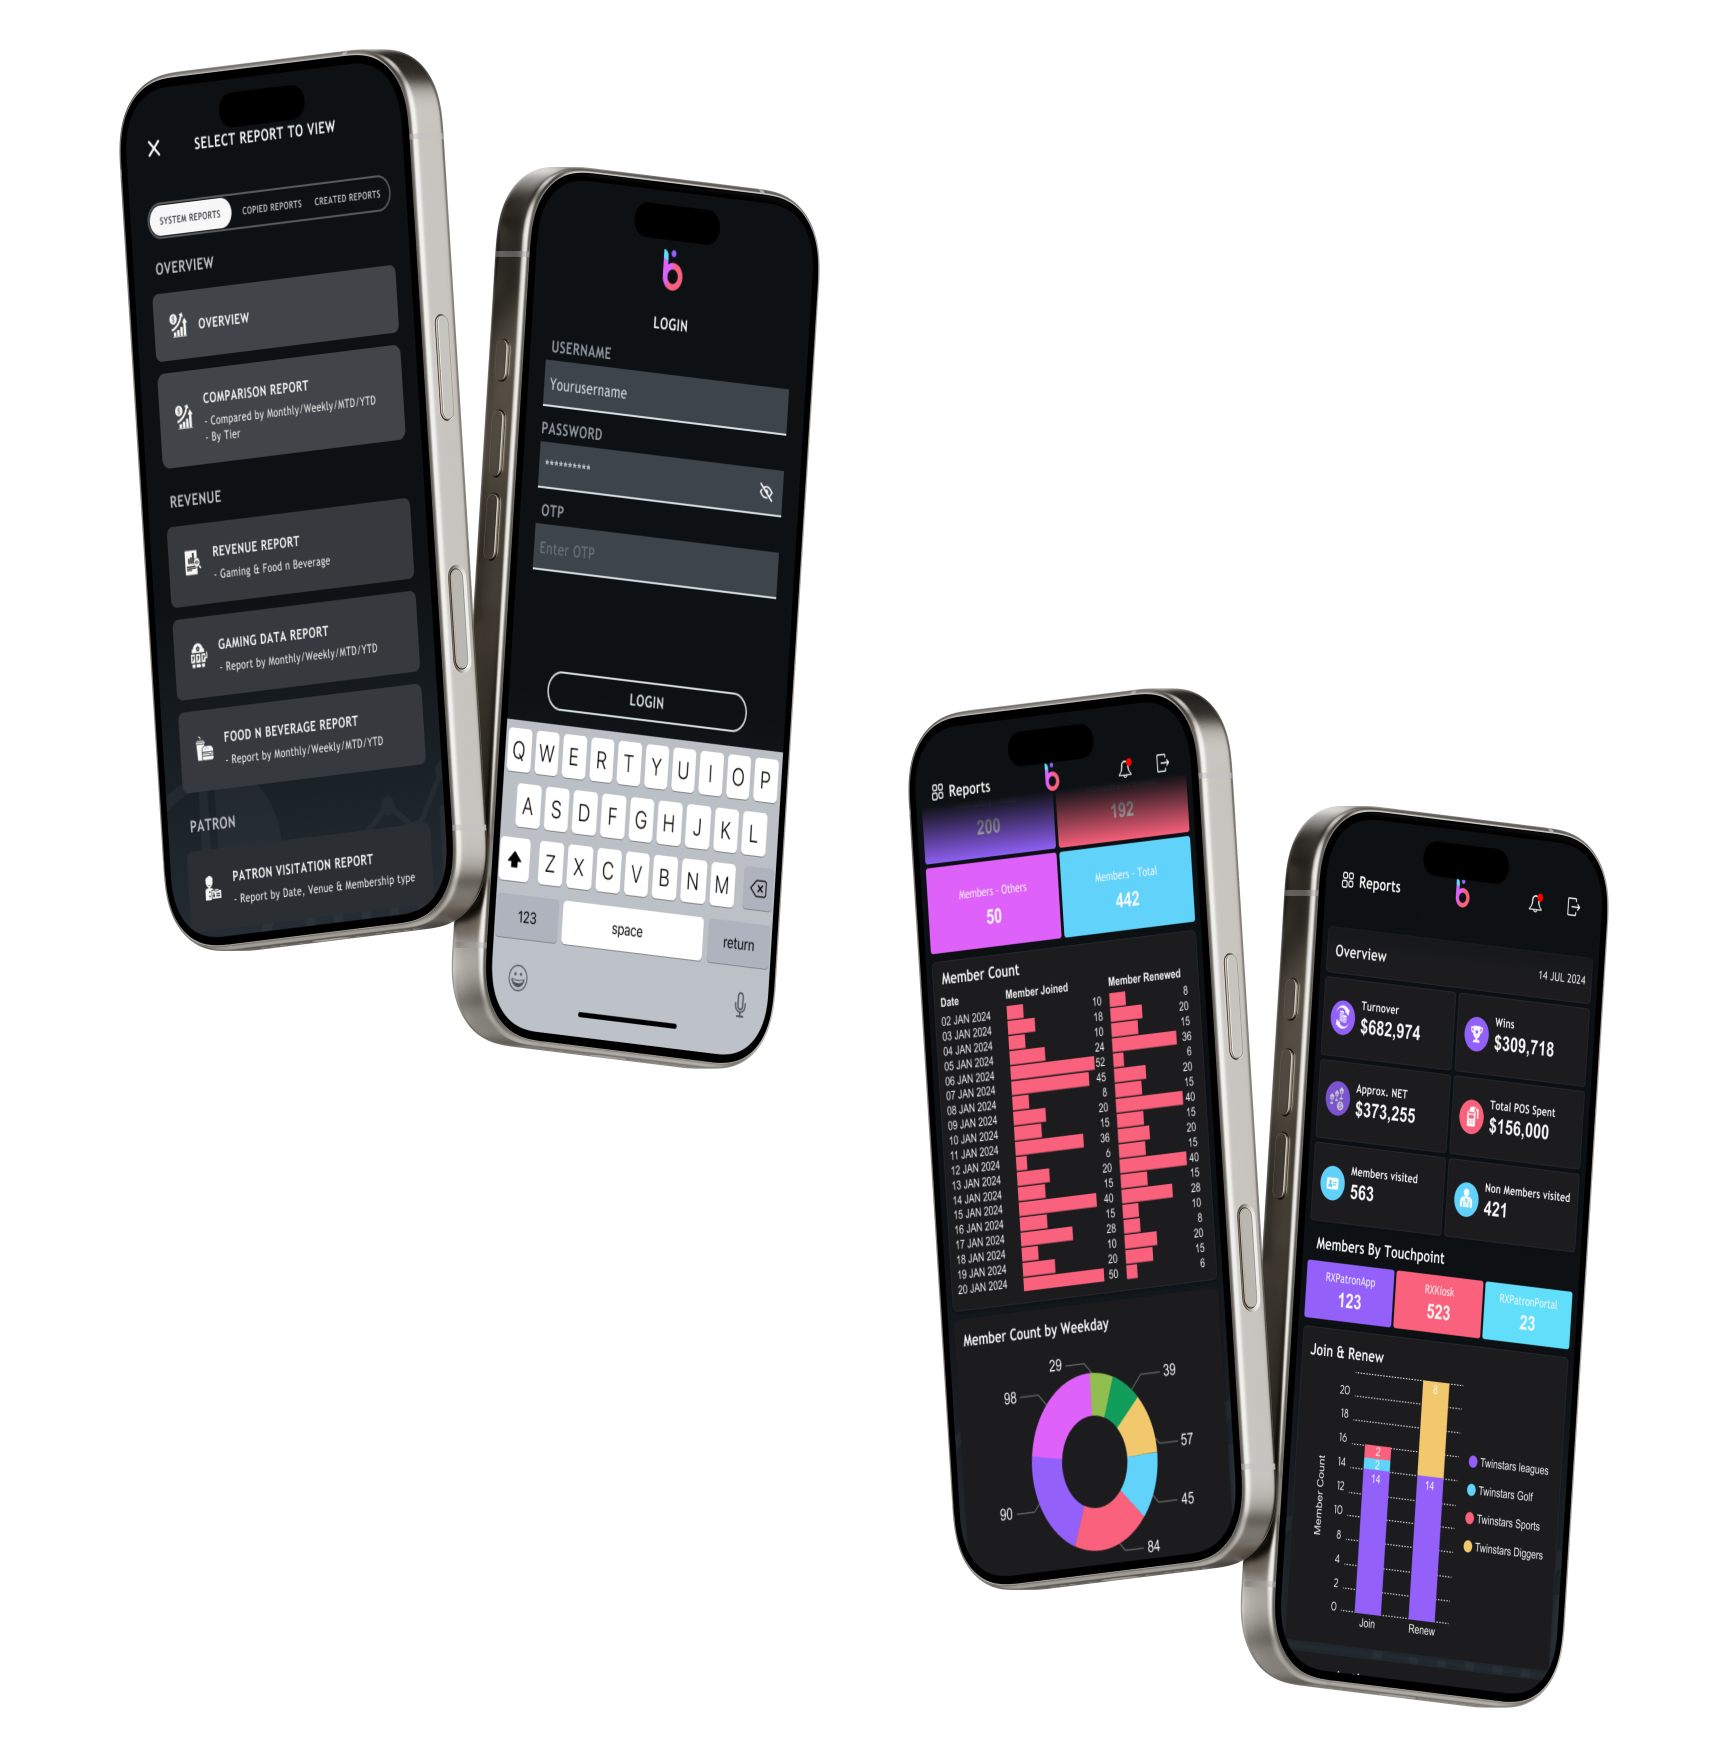 SELECT REPORT TO VIEW
SYSTEM REPORTS
COPIED REPORTS
CREATED REPORTS
OVERVIEW
OVERVIEW
COMPARISON REPORT
- Compared by Monthly/Weekly/MTD/YTD
- By Tier
REVENUE
REVENUE REPORT
- Gaming & Food n Beverage
GAMING DATA REPORT
- Report by Monthly/Weekly/MTD/YTD
FOOD N BEVERAGE REPORT
- Report by Monthly/Weekly/MTD/YTD
PATRON
PATRON VISITATION REPORT
- Report by Date, Venue & Membership type
b
LOGIN
USERNAME
Yourusername
PASSWORD
**********
OTP
Enter OTP
LOGIN
Q W E R T Y U I O P
A S D F G H J K L
Z X C V B N M
123 space return
Reports
b
200
192
Members - Others
50
Members - Total
442
Member Count
Date Member Joined Member Renewed
02 JAN 2024 10 8
03 JAN 2024 18 20
04 JAN 2024 10 15
05 JAN 2024 24 36
06 JAN 2024 52 6
07 JAN 2024 45 20
08 JAN 2024 8 15
09 JAN 2024 20 40
10 JAN 2024 15 15
11 JAN 2024 36 20
12 JAN 2024 6 15
13 JAN 2024 20 40
14 JAN 2024 15 15
15 JAN 2024 40 28
16 JAN 2024 15 10
17 JAN 2024 28 8
18 JAN 2024 10 20
19 JAN 2024 20 15
20 JAN 2024 50 6
Member Count by Weekday
29
39
98
57
90
45
84
Reports
b
Overview
14 JUL 2024
Turnover
$682,974
Wins
$309,718
Approx. NET
$373,255
Total POS Spent
$156,000
Members visited
563
Non Members visited
421
Members By Touchpoint
RXPatronApp
123
RXKiosk
523
RXPatronPortal
23
Join & Renew
Member Count
20
18
16
14
12
10
8
4
2
0
2
2
14
8
14
Join
Renew
Twinstars leagues
Twinstars Golf
Twinstars Sports
Twinstars Diggers